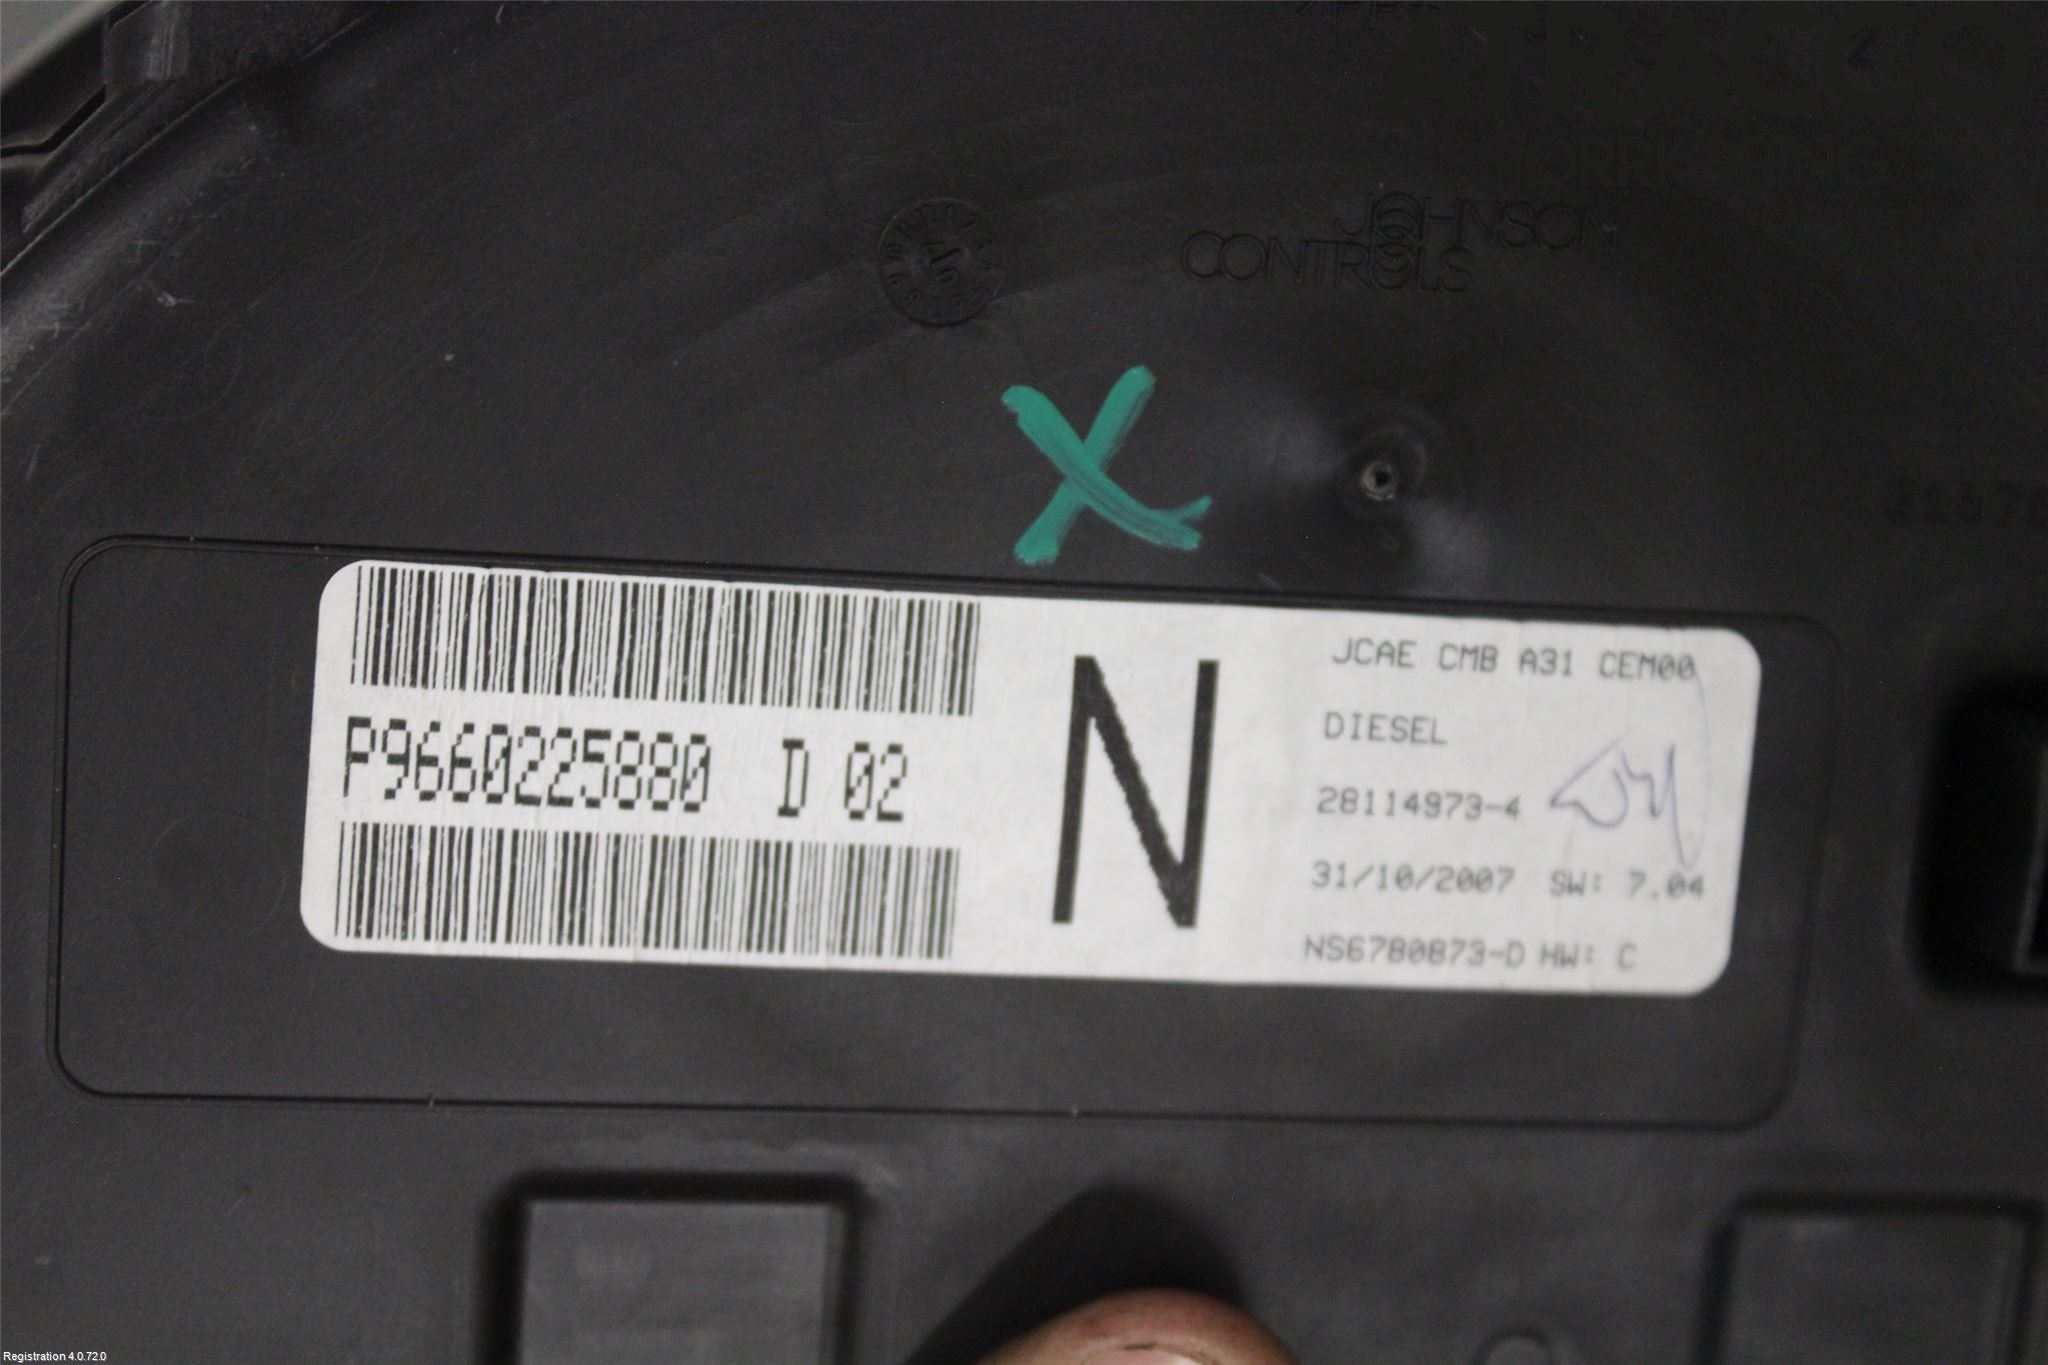 JOHNSON
CONTROLS
X
P9660225880 D 02
N
JCAE CMB A31 CEM00
DIESEL
28114973-4
31/10/2007 SW: 7.04
NS6780873-D HW: C
Registration 4.0.72.0